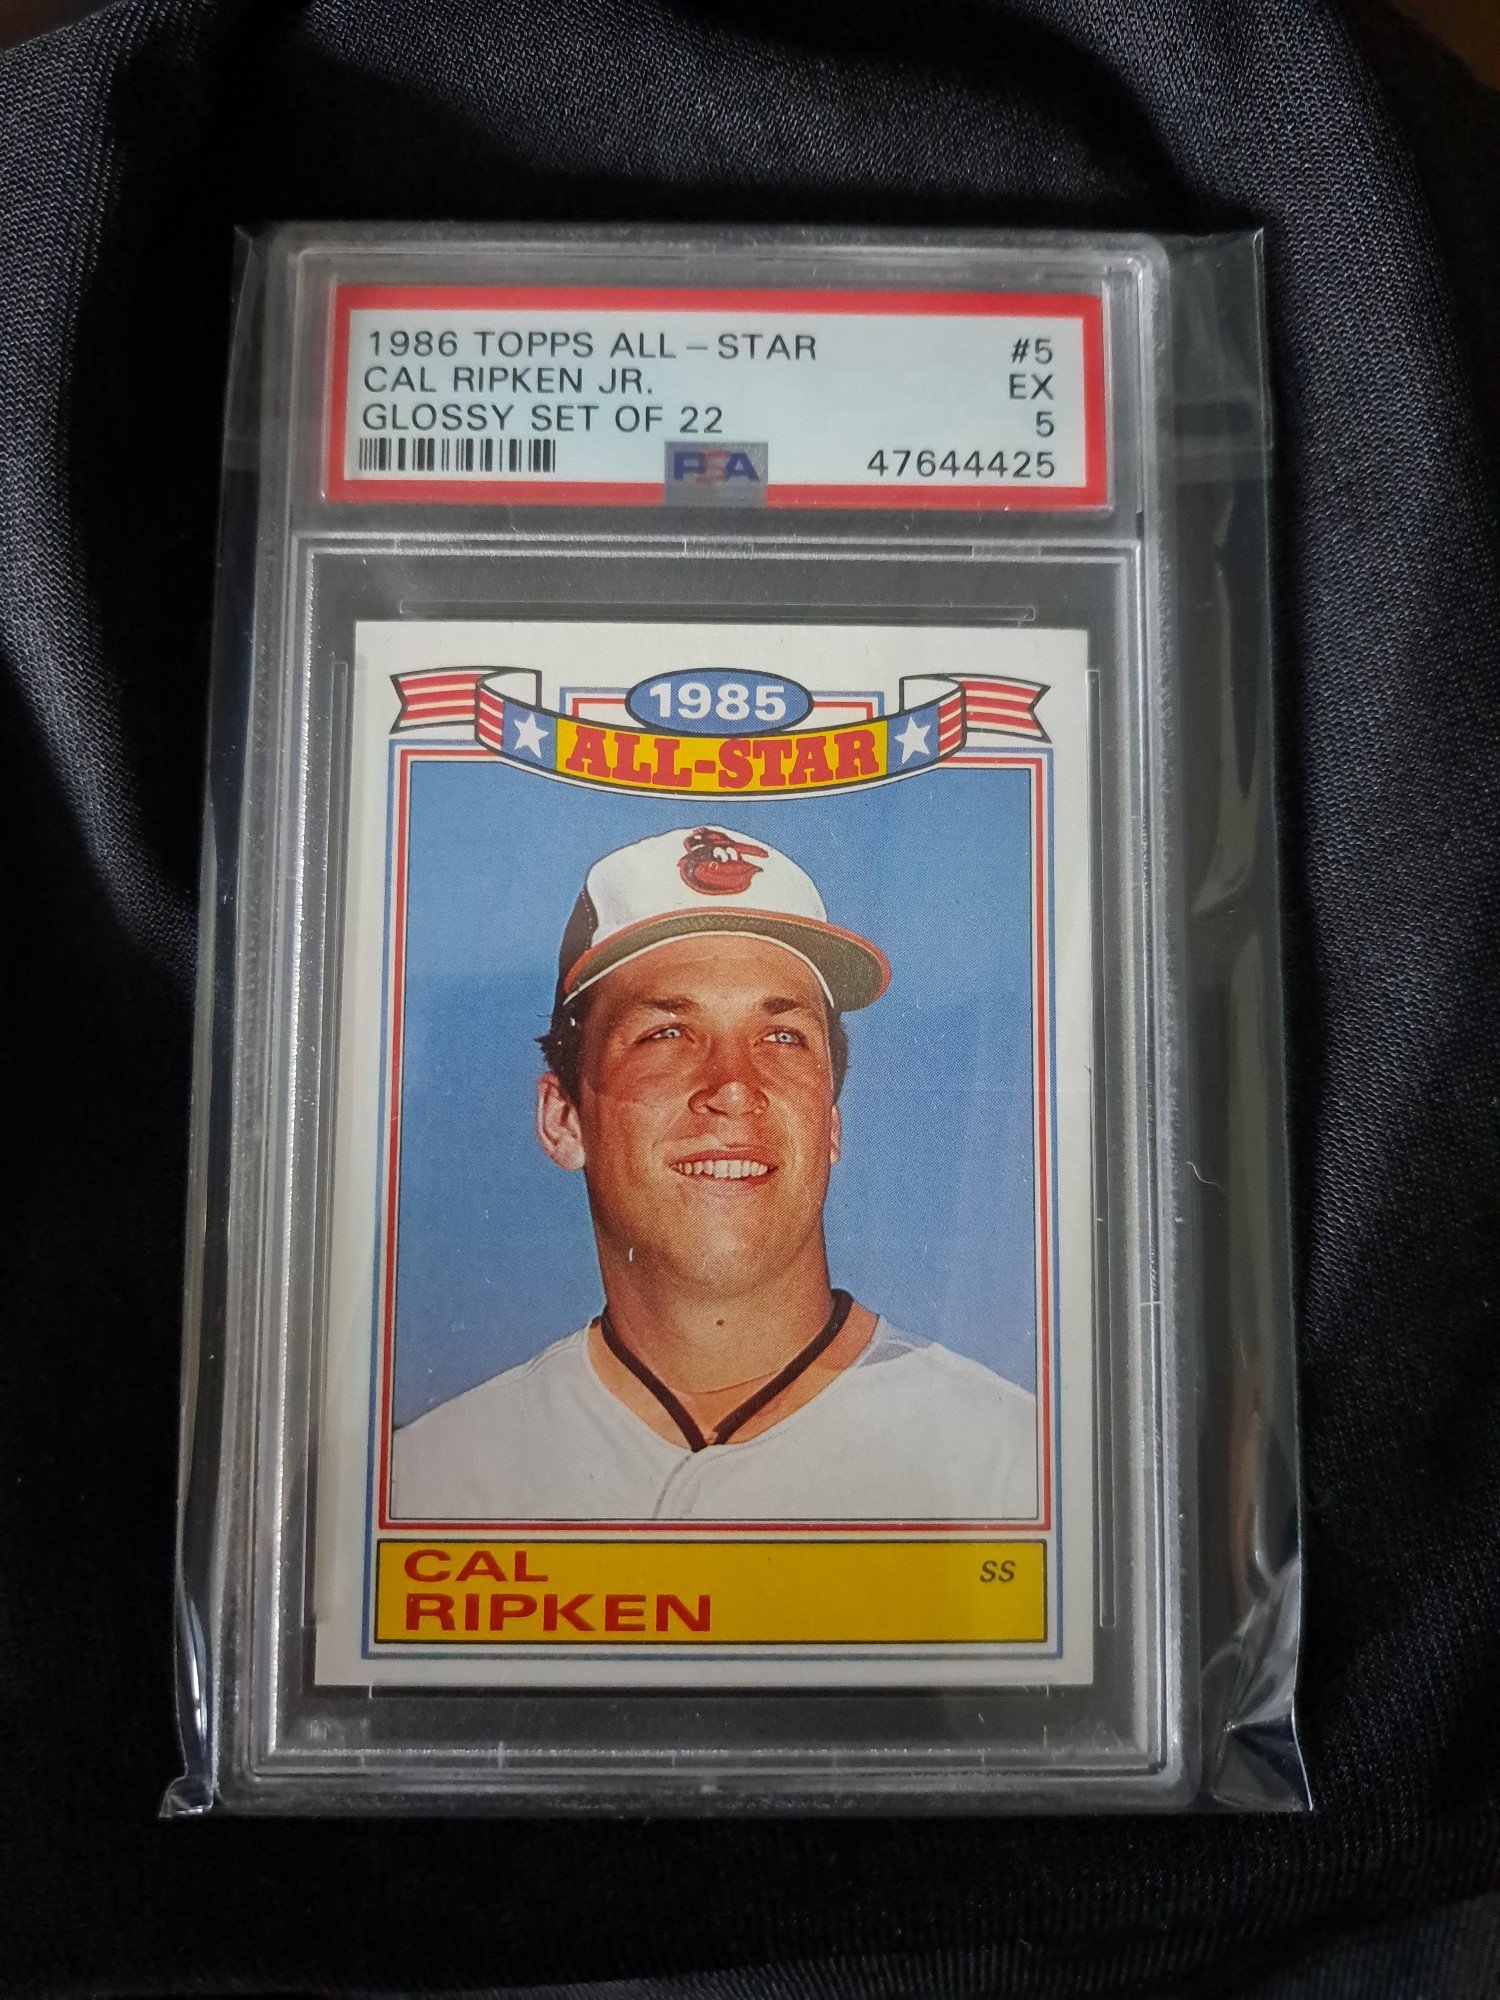 1986 TOPPS ALL-STAR #5
CAL RIPKEN JR. EX
GLOSSY SET OF 22 5
PSA 47644425
1985
ALL-STAR
CAL
RIPKEN
SS